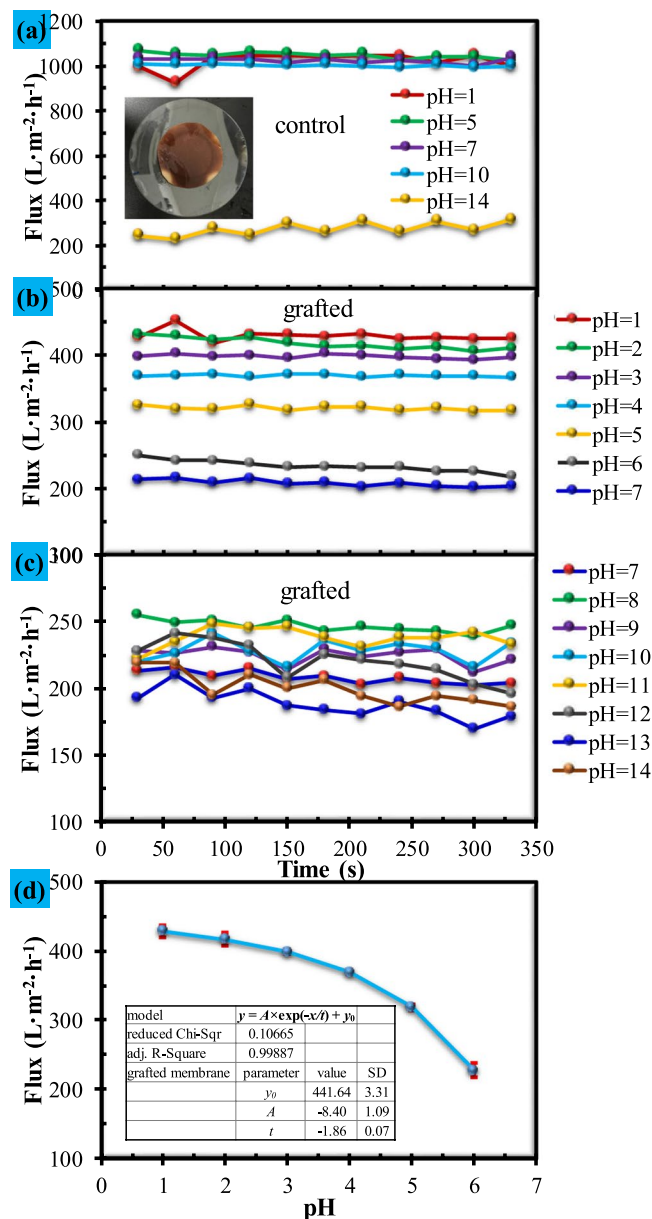 (a)
1200
1000
800
600
400
200
Flux (L·m-2·h-1)
control
pH=1
pH=5
pH=7
pH=10
pH=14
(b)
500
400
300
200
Flux (L·m-2·h-1)
grafted
pH=1
pH=2
pH=3
pH=4
pH=5
pH=6
pH=7
(c)
300
250
200
150
100
Flux (L·m-2·h-1)
grafted
pH=7
pH=8
pH=9
pH=10
pH=11
pH=12
pH=13
pH=14
0 50 100 150 200 250 300 350
Time (s)
(d)
500
400
300
200
100
Flux (L·m-2·h-1)
model y = A×exp(-x/t) + y0
reduced Chi-Sqr 0.10665
adj. R-Square 0.99887
grafted membrane parameter value SD
y0 441.64 3.31
A -8.40 1.09
t -1.86 0.07
0 1 2 3 4 5 6 7
pH